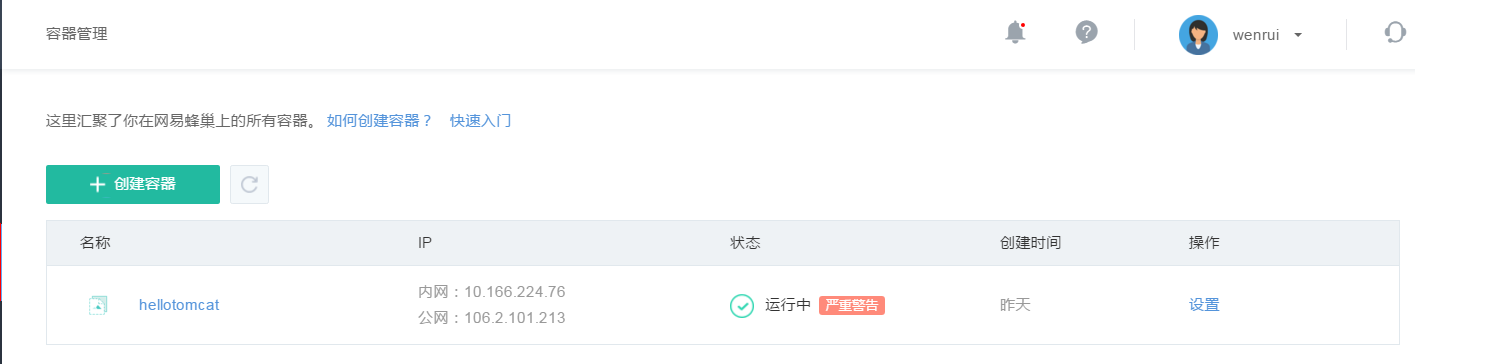 容器管理
wenrui
这里汇聚了你在网易蜂巢上的所有容器。 如何创建容器？ 快速入门
创建容器
名称 IP 状态 创建时间 操作
hellotomcat 内网：10.166.224.76 运行中 严重警告 昨天 设置
公网：106.2.101.213